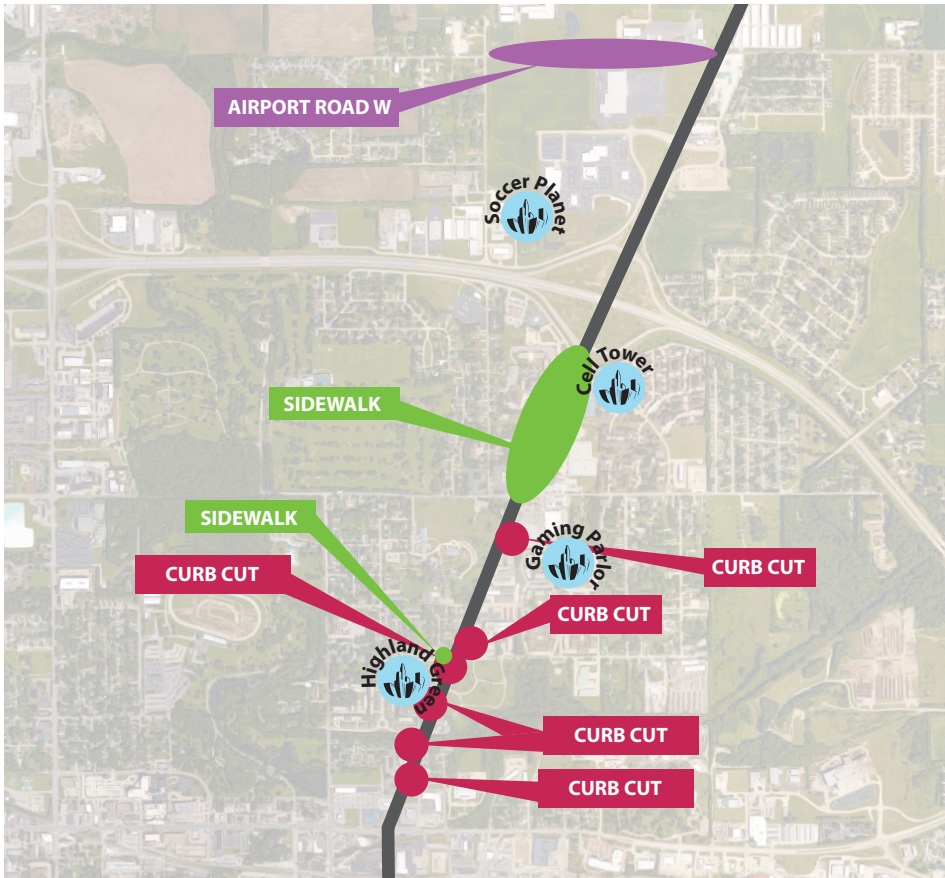 AIRPORT ROAD W
Soccer Planet
Cell Tower
SIDEWALK
SIDEWALK
Gaming Parlor
CURB CUT
CURB CUT
CURB CUT
Highland Green
CURB CUT
CURB CUT